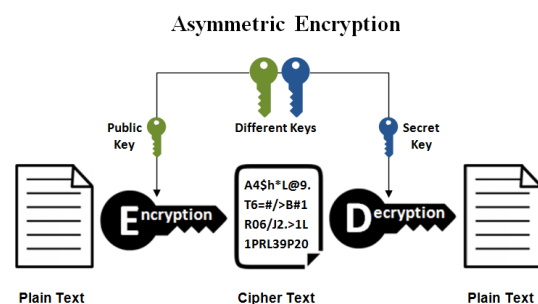 Asymmetric Encryption
Public
Key
Different Keys
Secret
Key
Encryption
A4$h*L@9.
T6=#/>B#1
R06/J2.>1L
1PRL39P20
Decryption
Plain Text
Cipher Text
Plain Text